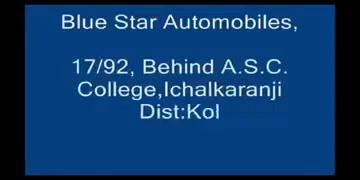 Blue Star Automobiles,
17/92, Behind A.S.C.
College,Ichalkaranji
Dist:Kol